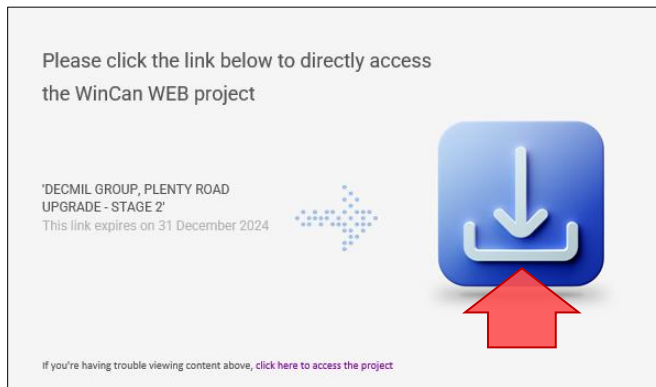 Please click the link below to directly access
the WinCan WEB project
'DECMIL GROUP, PLENTY ROAD
UPGRADE - STAGE 2'
This link expires on 31 December 2024
If you're having trouble viewing content above, click here to access the project